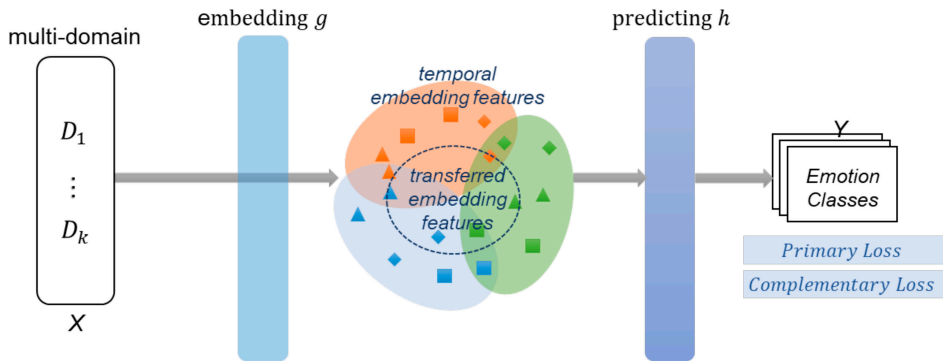 multi-domain
D₁
⋮
Dₖ
X
embedding g
temporal
embedding features
transferred
embedding
features
predicting h
Y
Emotion
Classes
Primary Loss
Complementary Loss